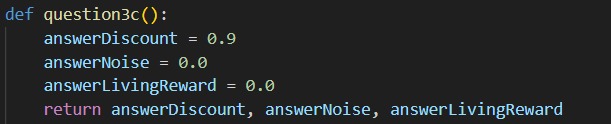 def question3c():
    answerDiscount = 0.9
    answerNoise = 0.0
    answerLivingReward = 0.0
    return answerDiscount, answerNoise, answerLivingReward